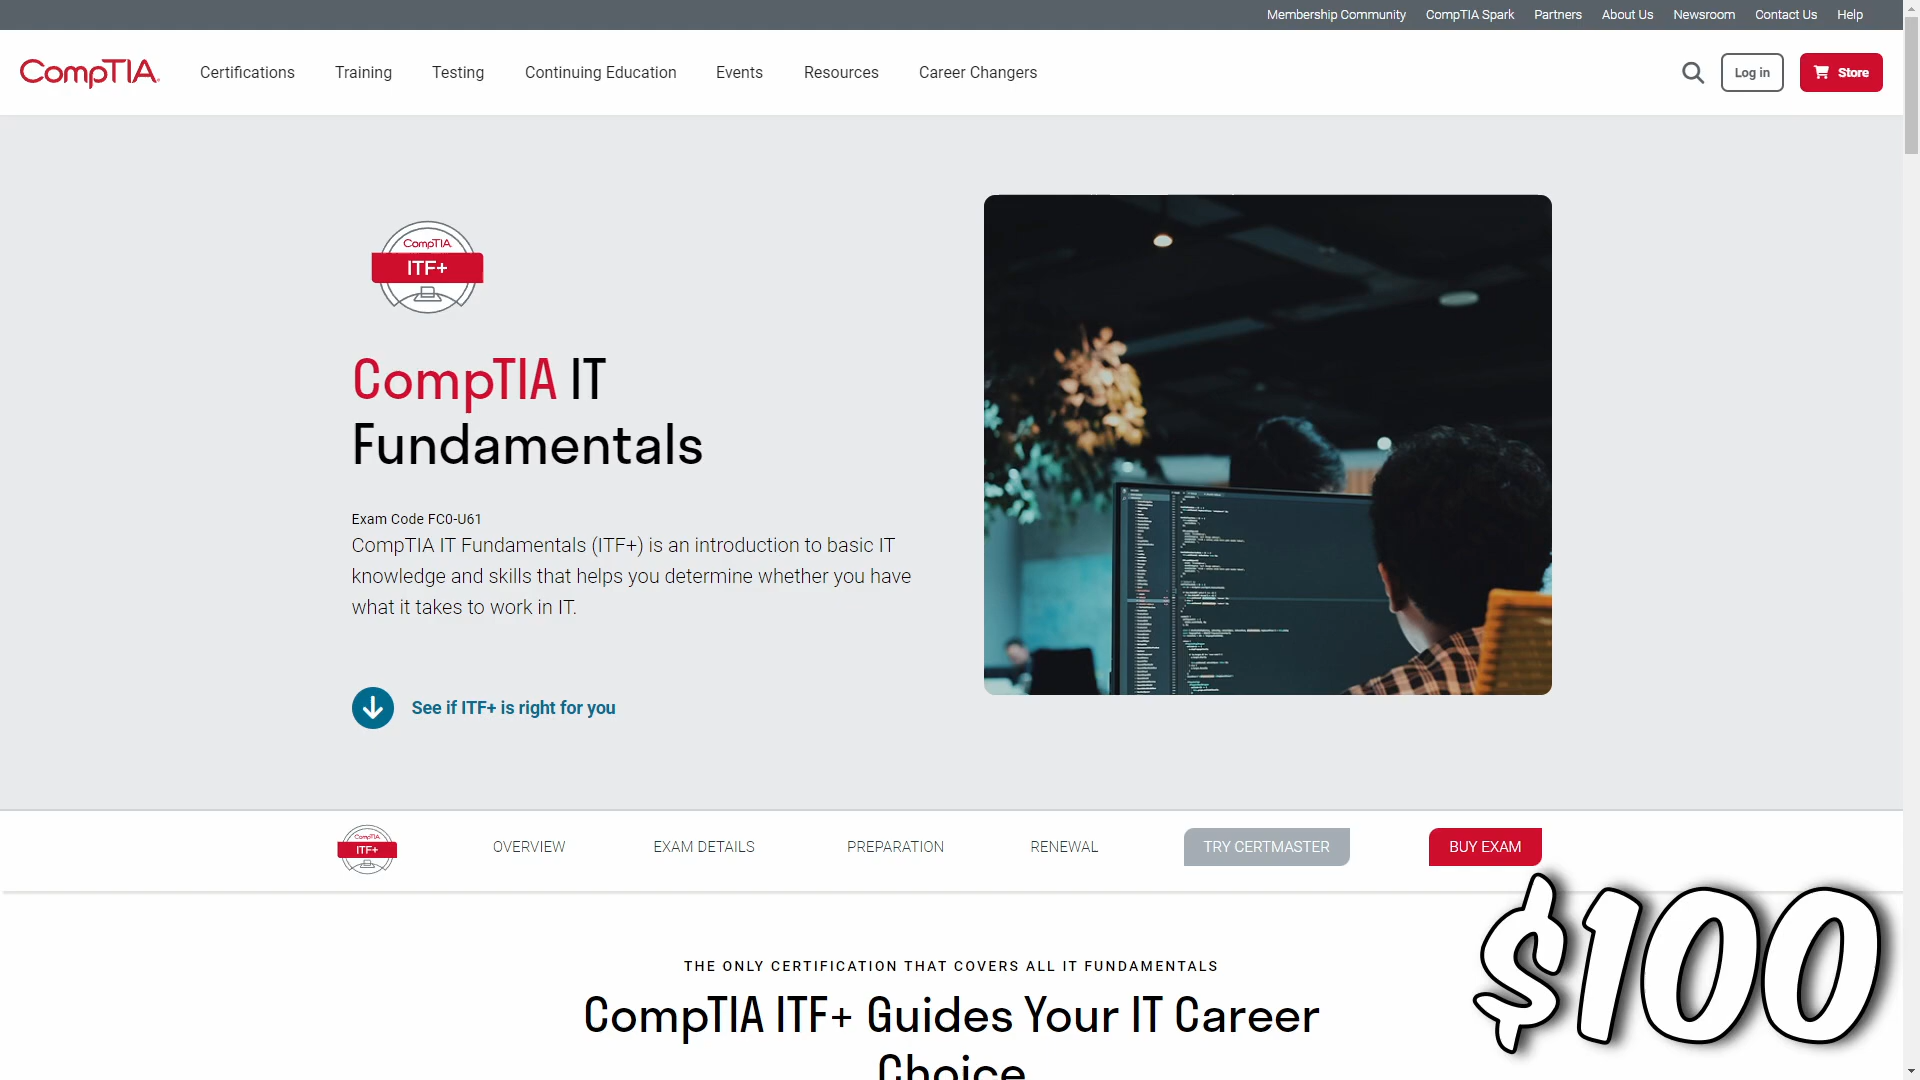 Membership Community CompTIA Spark Partners About Us Newsroom Contact Us Help
CompTIA. Certifications Training Testing Continuing Education Events Resources Career Changers Log in Store
CompTIA
ITF+
CompTIA IT
Fundamentals
Exam Code FC0-U61
CompTIA IT Fundamentals (ITF+) is an introduction to basic IT
knowledge and skills that helps you determine whether you have
what it takes to work in IT.
See if ITF+ is right for you
CompTIA
ITF+
OVERVIEW EXAM DETAILS PREPARATION RENEWAL TRY CERTMASTER BUY EXAM
$100
THE ONLY CERTIFICATION THAT COVERS ALL IT FUNDAMENTALS
CompTIA ITF+ Guides Your IT Career
Choice